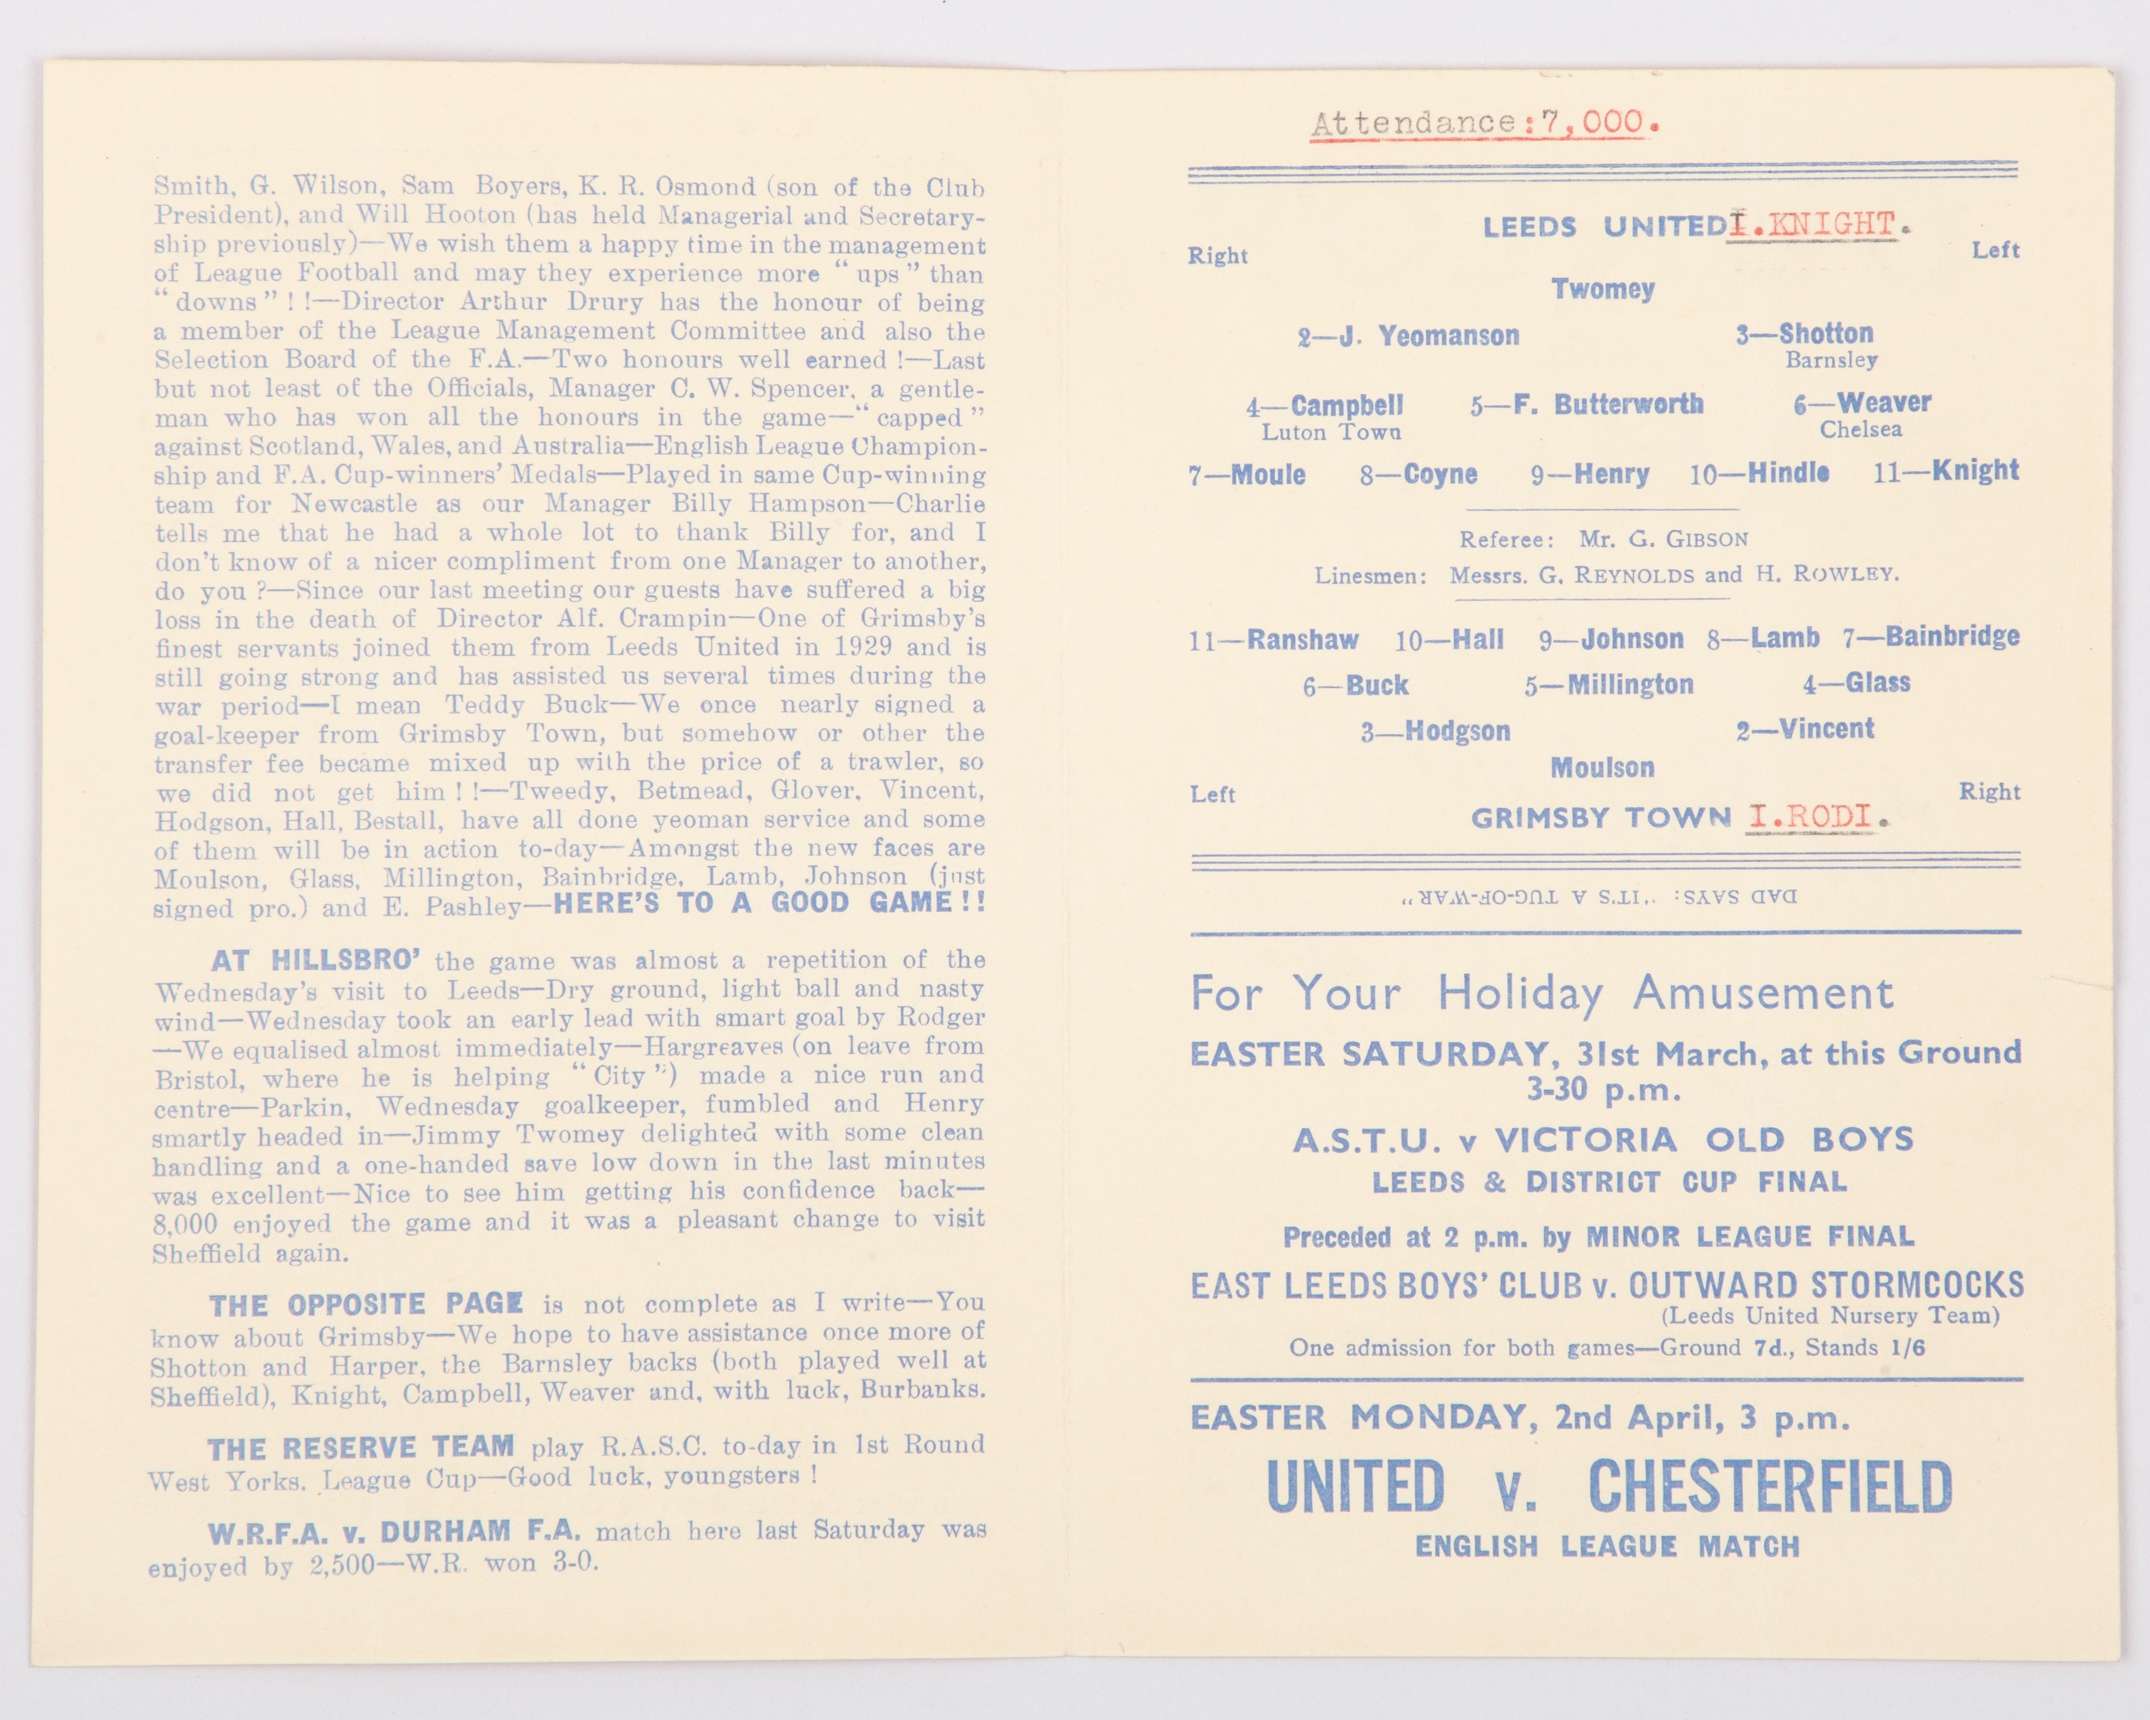 Smith, G. Wilson, Sam Boyers, K. R. Osmond (son of the Club
President), and Will Hooton (has held Managerial and Secretary-
ship previously)—We wish them a happy time in the management
of League Football and may they experience more “ ups ” than
“ downs ” ! !—Director Arthur Drury has the honour of being
a member of the League Management Committee and also the
Selection Board of the F.A.—Two honours well earned !—Last
but not least of the Officials, Manager C. W. Spencer, a gentle-
man who has won all the honours in the game—“ capped ”
against Scotland, Wales, and Australia—English League Champion-
ship and F.A. Cup-winners’ Medals—Played in same Cup-winning
team for Newcastle as our Manager Billy Hampson—Charlie
tells me that he had a whole lot to thank Billy for, and I
don’t know of a nicer compliment from one Manager to another,
do you ?—Since our last meeting our guests have suffered a big
loss in the death of Director Alf. Crampin—One of Grimsby’s
finest servants joined them from Leeds United in 1929 and is
still going strong and has assisted us several times during the
war period—I mean Teddy Buck—We once nearly signed a
goal-keeper from Grimsby Town, but somehow or other the
transfer fee became mixed up with the price of a trawler, so
we did not get him ! !—Tweedy, Betmead, Glover, Vincent,
Hodgson, Hall, Bestall, have all done yeoman service and some
of them will be in action to-day—Amongst the new faces are
Moulson, Glass, Millington, Bainbridge, Lamb, Johnson (just
signed pro.) and E. Pashley—HERE’S TO A GOOD GAME ! !
AT HILLSBRO’ the game was almost a repetition of the
Wednesday’s visit to Leeds—Dry ground, light ball and nasty
wind—Wednesday took an early lead with smart goal by Rodger
—We equalised almost immediately—Hargreaves (on leave from
Bristol, where he is helping “ City ”) made a nice run and
centre—Parkin, Wednesday goalkeeper, fumbled and Henry
smartly headed in—Jimmy Twomey delighted with some clean
handling and a one-handed save low down in the last minutes
was excellent—Nice to see him getting his confidence back—
8,000 enjoyed the game and it was a pleasant change to visit
Sheffield again.
THE OPPOSITE PAGE is not complete as I write—You
know about Grimsby—We hope to have assistance once more of
Shotton and Harper, the Barnsley backs (both played well at
Sheffield), Knight, Campbell, Weaver and, with luck, Burbanks.
THE RESERVE TEAM play R.A.S.C. to-day in 1st Round
West Yorks. League Cup—Good luck, youngsters !
W.R.F.A. v. DURHAM F.A. match here last Saturday was
enjoyed by 2,500—W.R. won 3-0.
Attendance:7,000.
LEEDS UNITED I.KNIGHT.
Right Left
Twomey
2—J. Yeomanson 3—Shotton
Barnsley
4—Campbell 5—F. Butterworth 6—Weaver
Luton Town Chelsea
7—Moule 8—Coyne 9—Henry 10—Hindle 11—Knight
Referee: Mr. G. GIBSON
Linesmen: Messrs. G. REYNOLDS and H. ROWLEY.
11—Ranshaw 10—Hall 9—Johnson 8—Lamb 7—Bainbridge
6—Buck 5—Millington 4—Glass
3—Hodgson 2—Vincent
Moulson
Left Right
GRIMSBY TOWN I.RODI.
DAD SAYS: “IT’S A TUG-OF-WAR ”
For Your Holiday Amusement
EASTER SATURDAY, 31st March, at this Ground
3-30 p.m.
A.S.T.U. v VICTORIA OLD BOYS
LEEDS & DISTRICT CUP FINAL
Preceded at 2 p.m. by MINOR LEAGUE FINAL
EAST LEEDS BOYS’ CLUB v. OUTWARD STORMCOCKS
(Leeds United Nursery Team)
One admission for both games—Ground 7d., Stands 1/6
EASTER MONDAY, 2nd April, 3 p.m.
UNITED v. CHESTERFIELD
ENGLISH LEAGUE MATCH